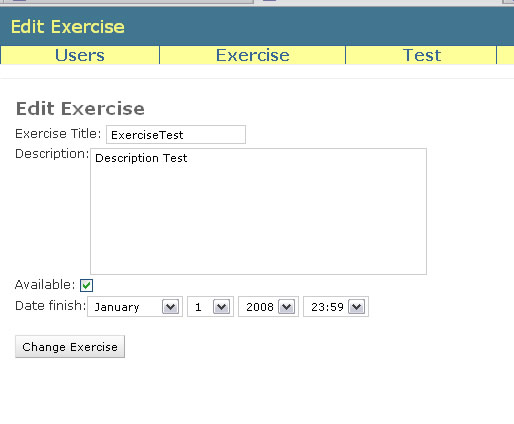 Edit Exercise
Users Exercise Test
Edit Exercise
Exercise Title: ExerciseTest
Description: Description Test
Available:
Date finish: January 1 2008 23:59
Change Exercise